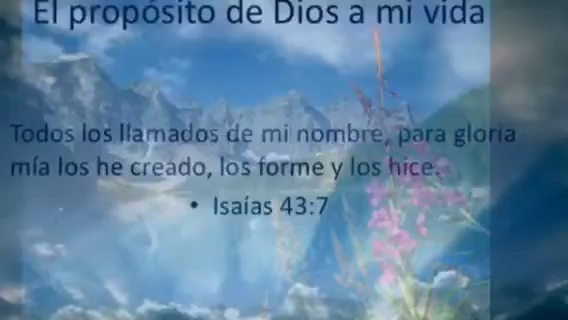 El propósito de Dios a mi vida
Todos los llamados de mi nombre, para gloria
mía los he creado, los forme y los hice.
• Isaías 43:7